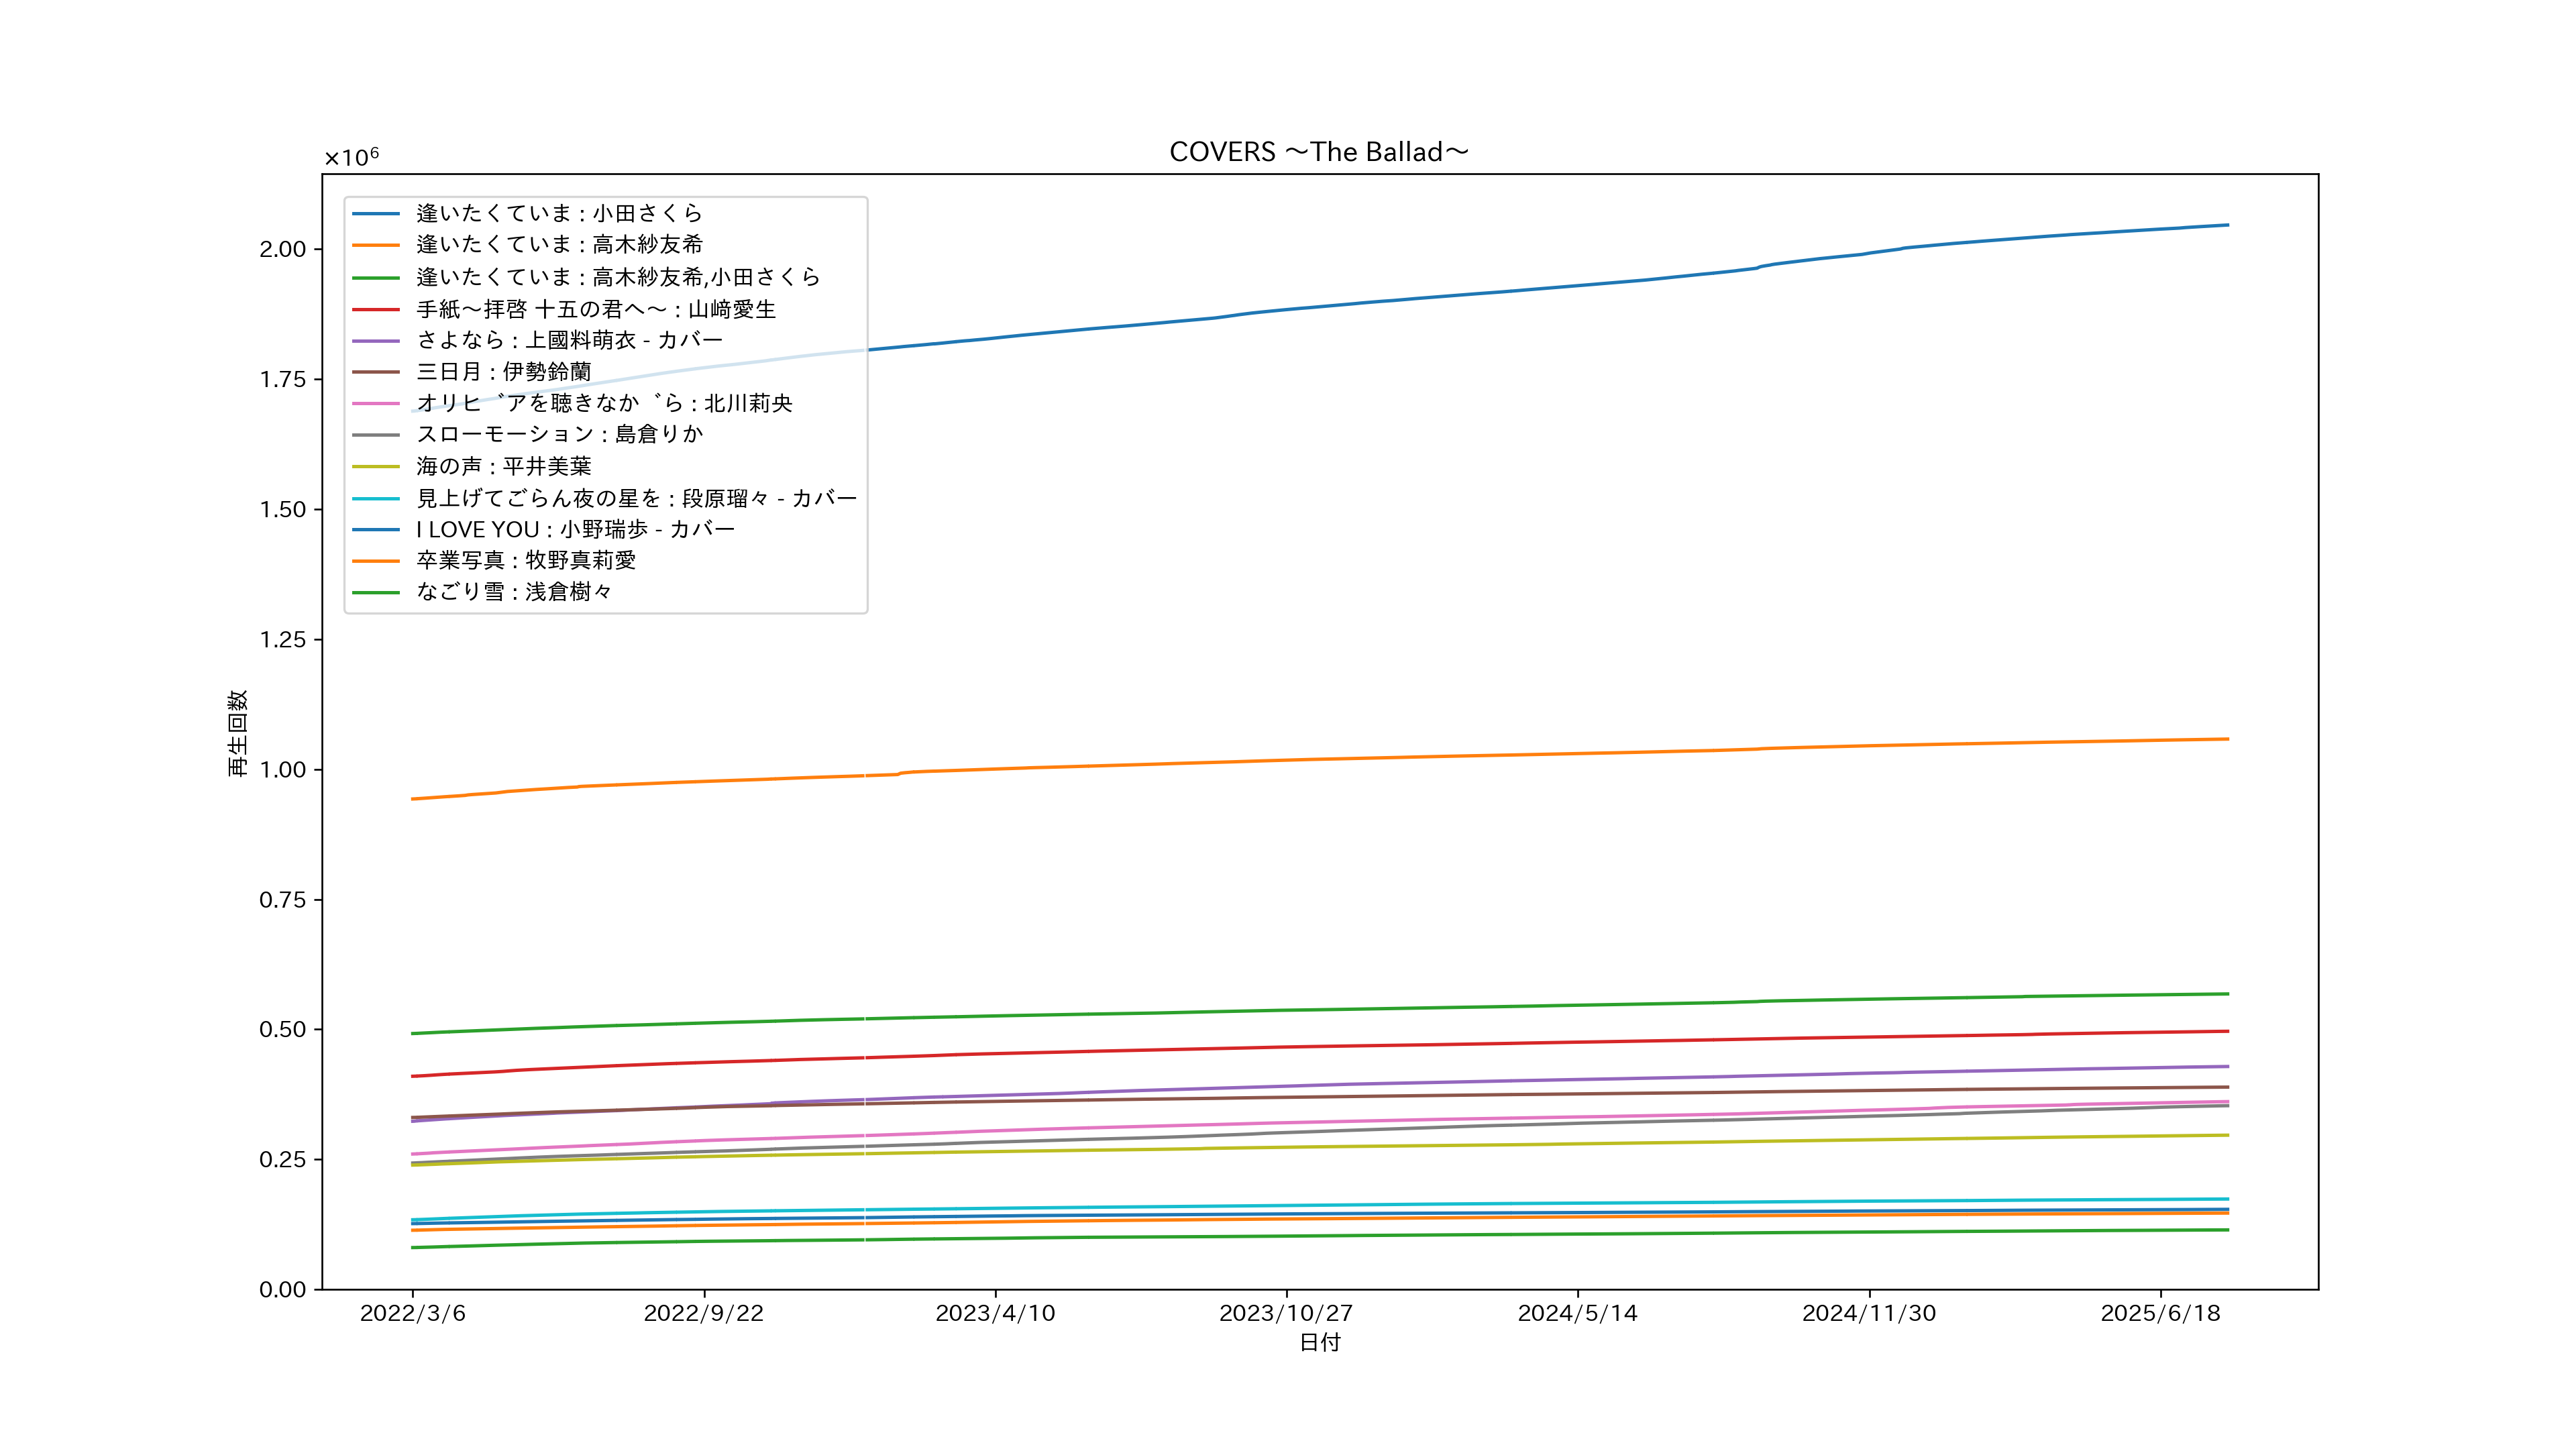 COVERS ～The Ballad～
×10⁶
逢いたくていま : 小田さくら
逢いたくていま : 高木紗友希
逢いたくていま : 高木紗友希,小田さくら
手紙～拝啓 十五の君へ～ : 山﨑愛生
さよなら : 上國料萌衣 - カバー
三日月 : 伊勢鈴蘭
オリヒ゛アを聴きなか゛ら : 北川莉央
スローモーション : 島倉りか
海の声 : 平井美葉
見上げてごらん夜の星を : 段原瑠々 - カバー
I LOVE YOU : 小野瑞歩 - カバー
卒業写真 : 牧野真莉愛
なごり雪 : 浅倉樹々
2.00
1.75
1.50
1.25
1.00
0.75
0.50
0.25
0.00
再生回数
2022/3/6 2022/9/22 2023/4/10 2023/10/27 2024/5/14 2024/11/30 2025/6/18
日付